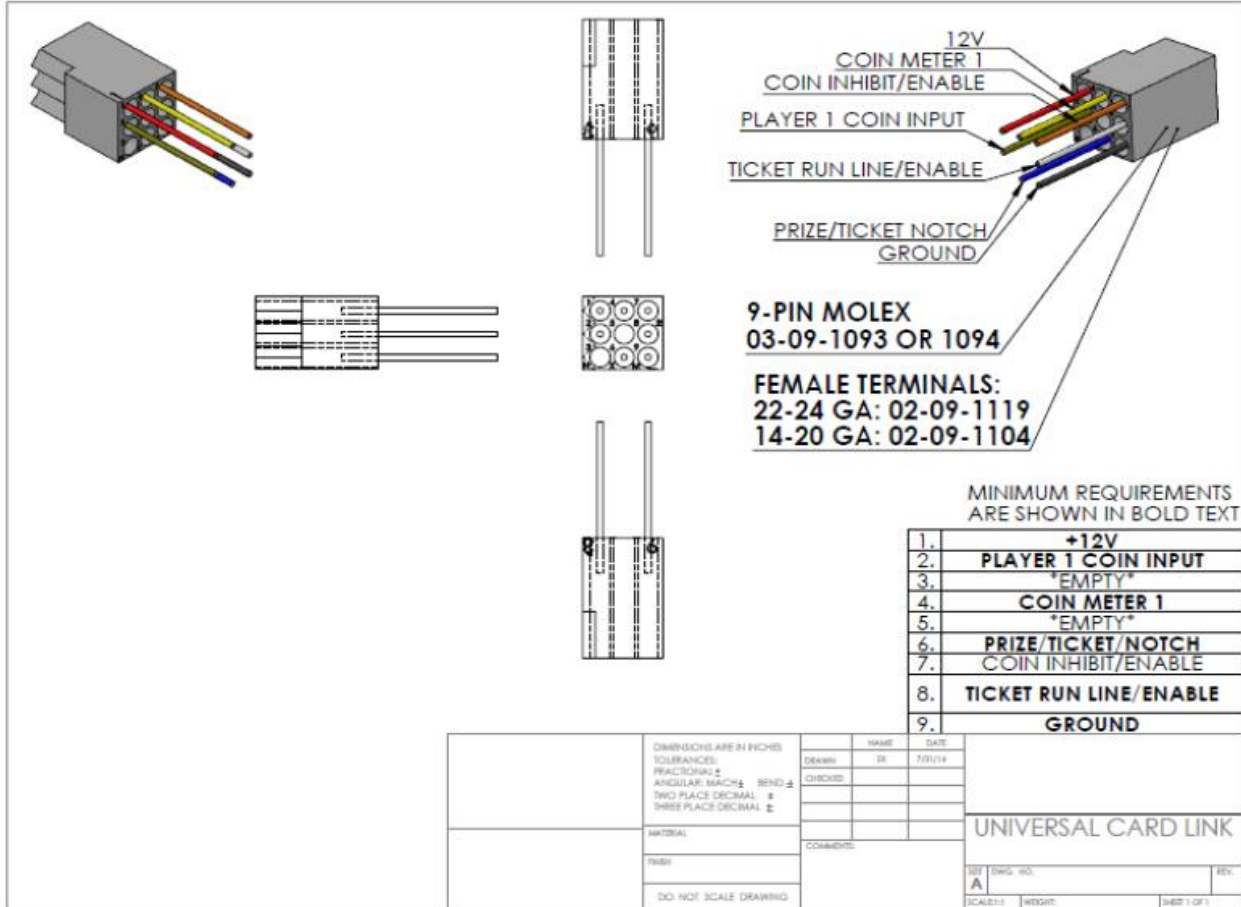 12V
COIN METER 1
COIN INHIBIT/ENABLE
PLAYER 1 COIN INPUT
TICKET RUN LINE/ENABLE
PRIZE/TICKET NOTCH
GROUND
9-PIN MOLEX
03-09-1093 OR 1094
FEMALE TERMINALS:
22-24 GA: 02-09-1119
14-20 GA: 02-09-1104
MINIMUM REQUIREMENTS
ARE SHOWN IN BOLD TEXT
1. +12V
2. PLAYER 1 COIN INPUT
3. *EMPTY*
4. COIN METER 1
5. *EMPTY*
6. PRIZE/TICKET/NOTCH
7. COIN INHIBIT/ENABLE
8. TICKET RUN LINE/ENABLE
9. GROUND
DIMENSIONS ARE IN INCHES
TOLERANCES:
FRACTIONAL ±
ANGULAR: MACH ± BEND ±
TWO PLACE DECIMAL ±
THREE PLACE DECIMAL ±
MATERIAL
FINISH
DO NOT SCALE DRAWING
NAME DATE
DRAWN
CHECKED
COMMENTS:
UNIVERSAL CARD LINK
SIZE DWG. NO. REV.
A
SCALE:1:1 WEIGHT: SHEET 1 OF 1